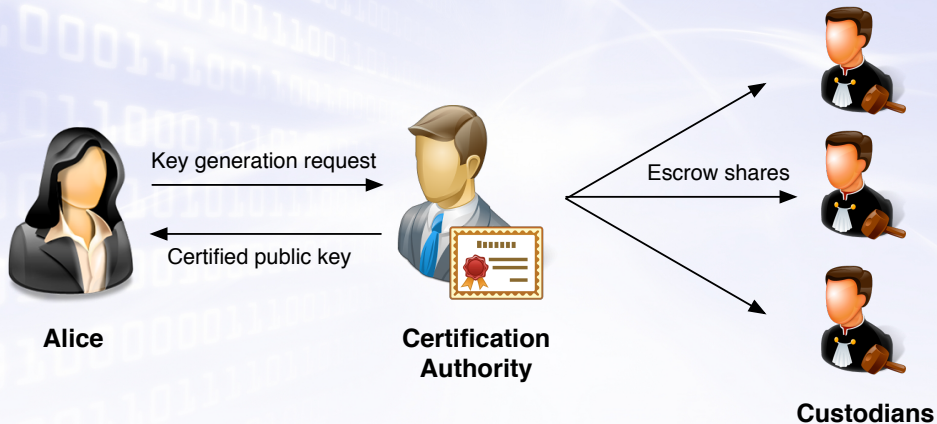 Key generation request
Certified public key
Escrow shares
Alice
Certification
Authority
Custodians